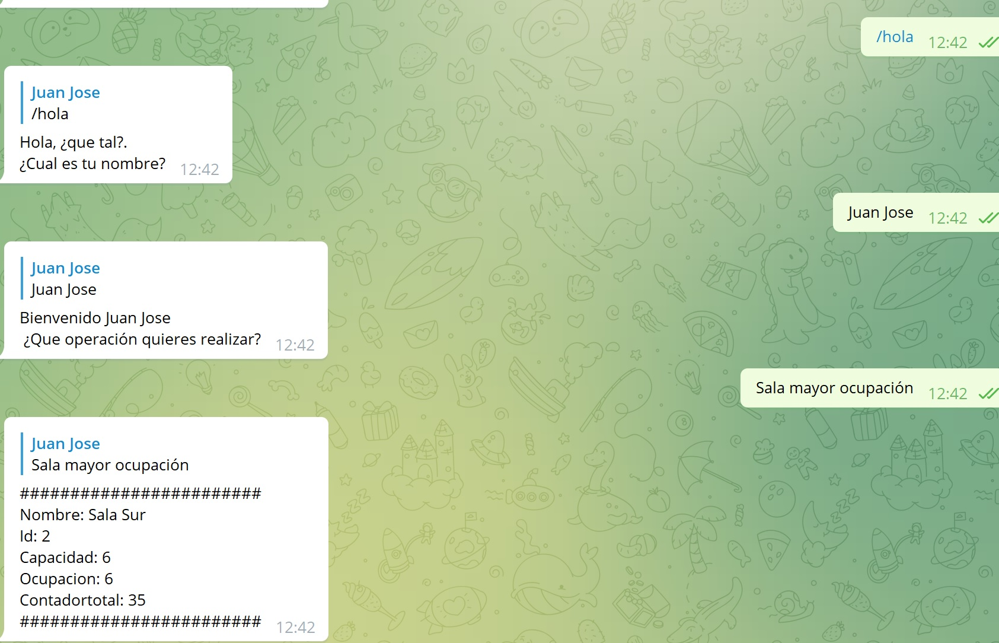 /hola 12:42
Juan Jose
/hola
Hola, ¿que tal?.
¿Cual es tu nombre? 12:42
Juan Jose 12:42
Juan Jose
Juan Jose
Bienvenido Juan Jose
¿Que operación quieres realizar? 12:42
Sala mayor ocupación 12:42
Juan Jose
Sala mayor ocupación
########################
Nombre: Sala Sur
Id: 2
Capacidad: 6
Ocupacion: 6
Contadortotal: 35
######################## 12:42